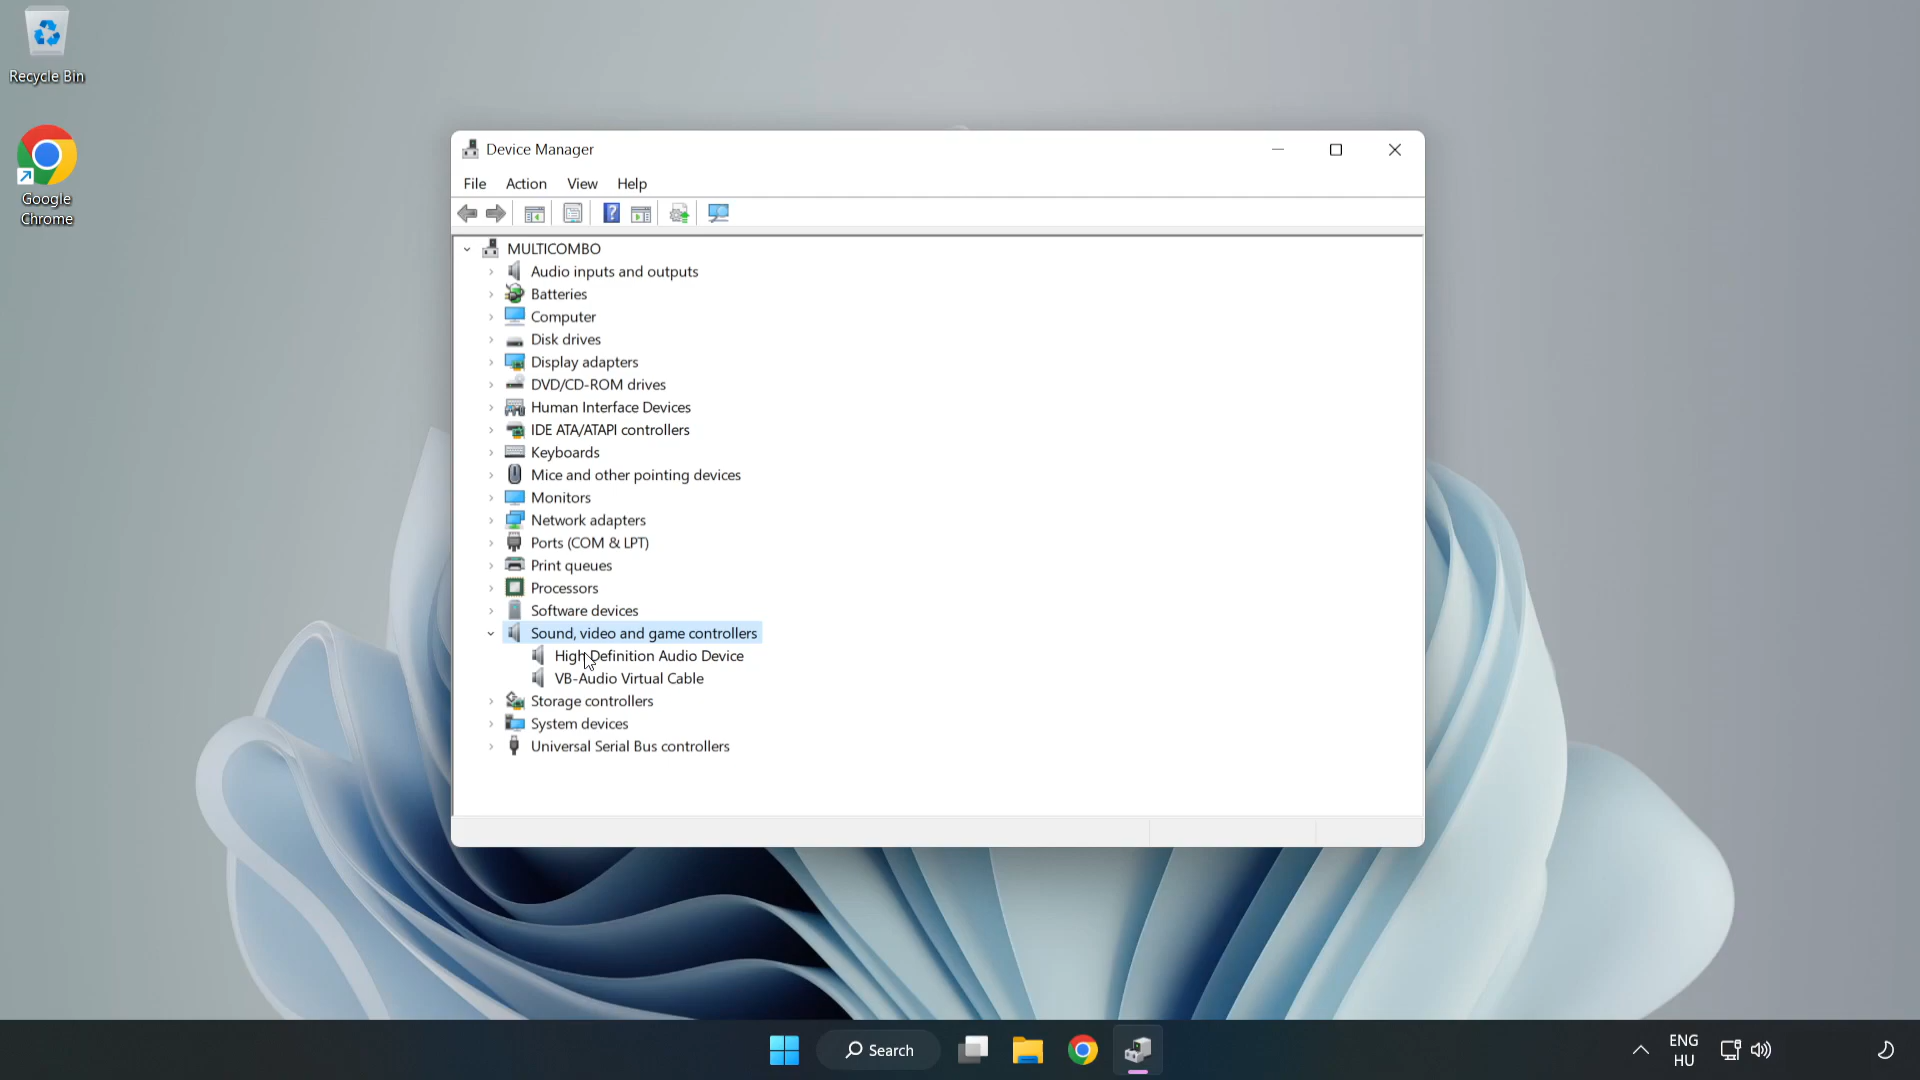 Recycle Bin
Google
Chrome
Device Manager
File Action View Help
MULTICOMBO
Audio inputs and outputs
Batteries
Computer
Disk drives
Display adapters
DVD/CD-ROM drives
Human Interface Devices
IDE ATA/ATAPI controllers
Keyboards
Mice and other pointing devices
Monitors
Network adapters
Ports (COM & LPT)
Print queues
Processors
Software devices
Sound, video and game controllers
High Definition Audio Device
VB-Audio Virtual Cable
Storage controllers
System devices
Universal Serial Bus controllers
Search
ENG
HU